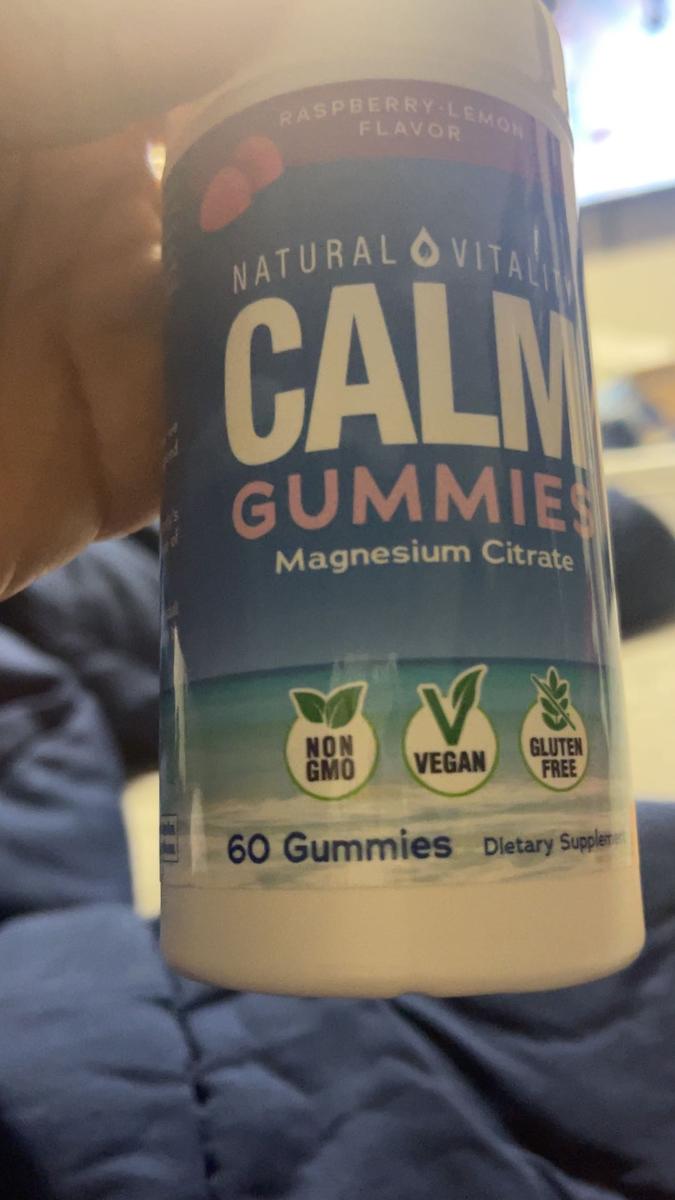 RASPBERRY-LEMON
FLAVOR
NATURAL VITALITY
CALM
GUMMIES
Magnesium Citrate
NON
GMO
VEGAN
GLUTEN
FREE
60 Gummies Dietary Supplement